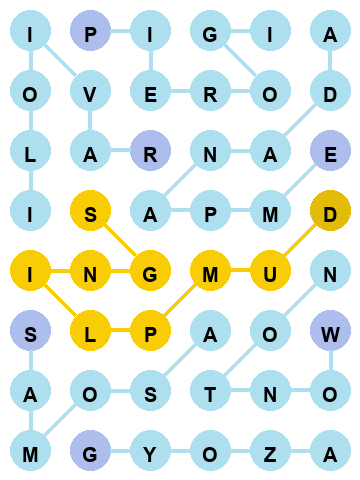 I P I G I A
O V E R O D
L A R N A E
I S A P M D
I N G M U N
S L P A O W
A O S T N O
M G Y O Z A